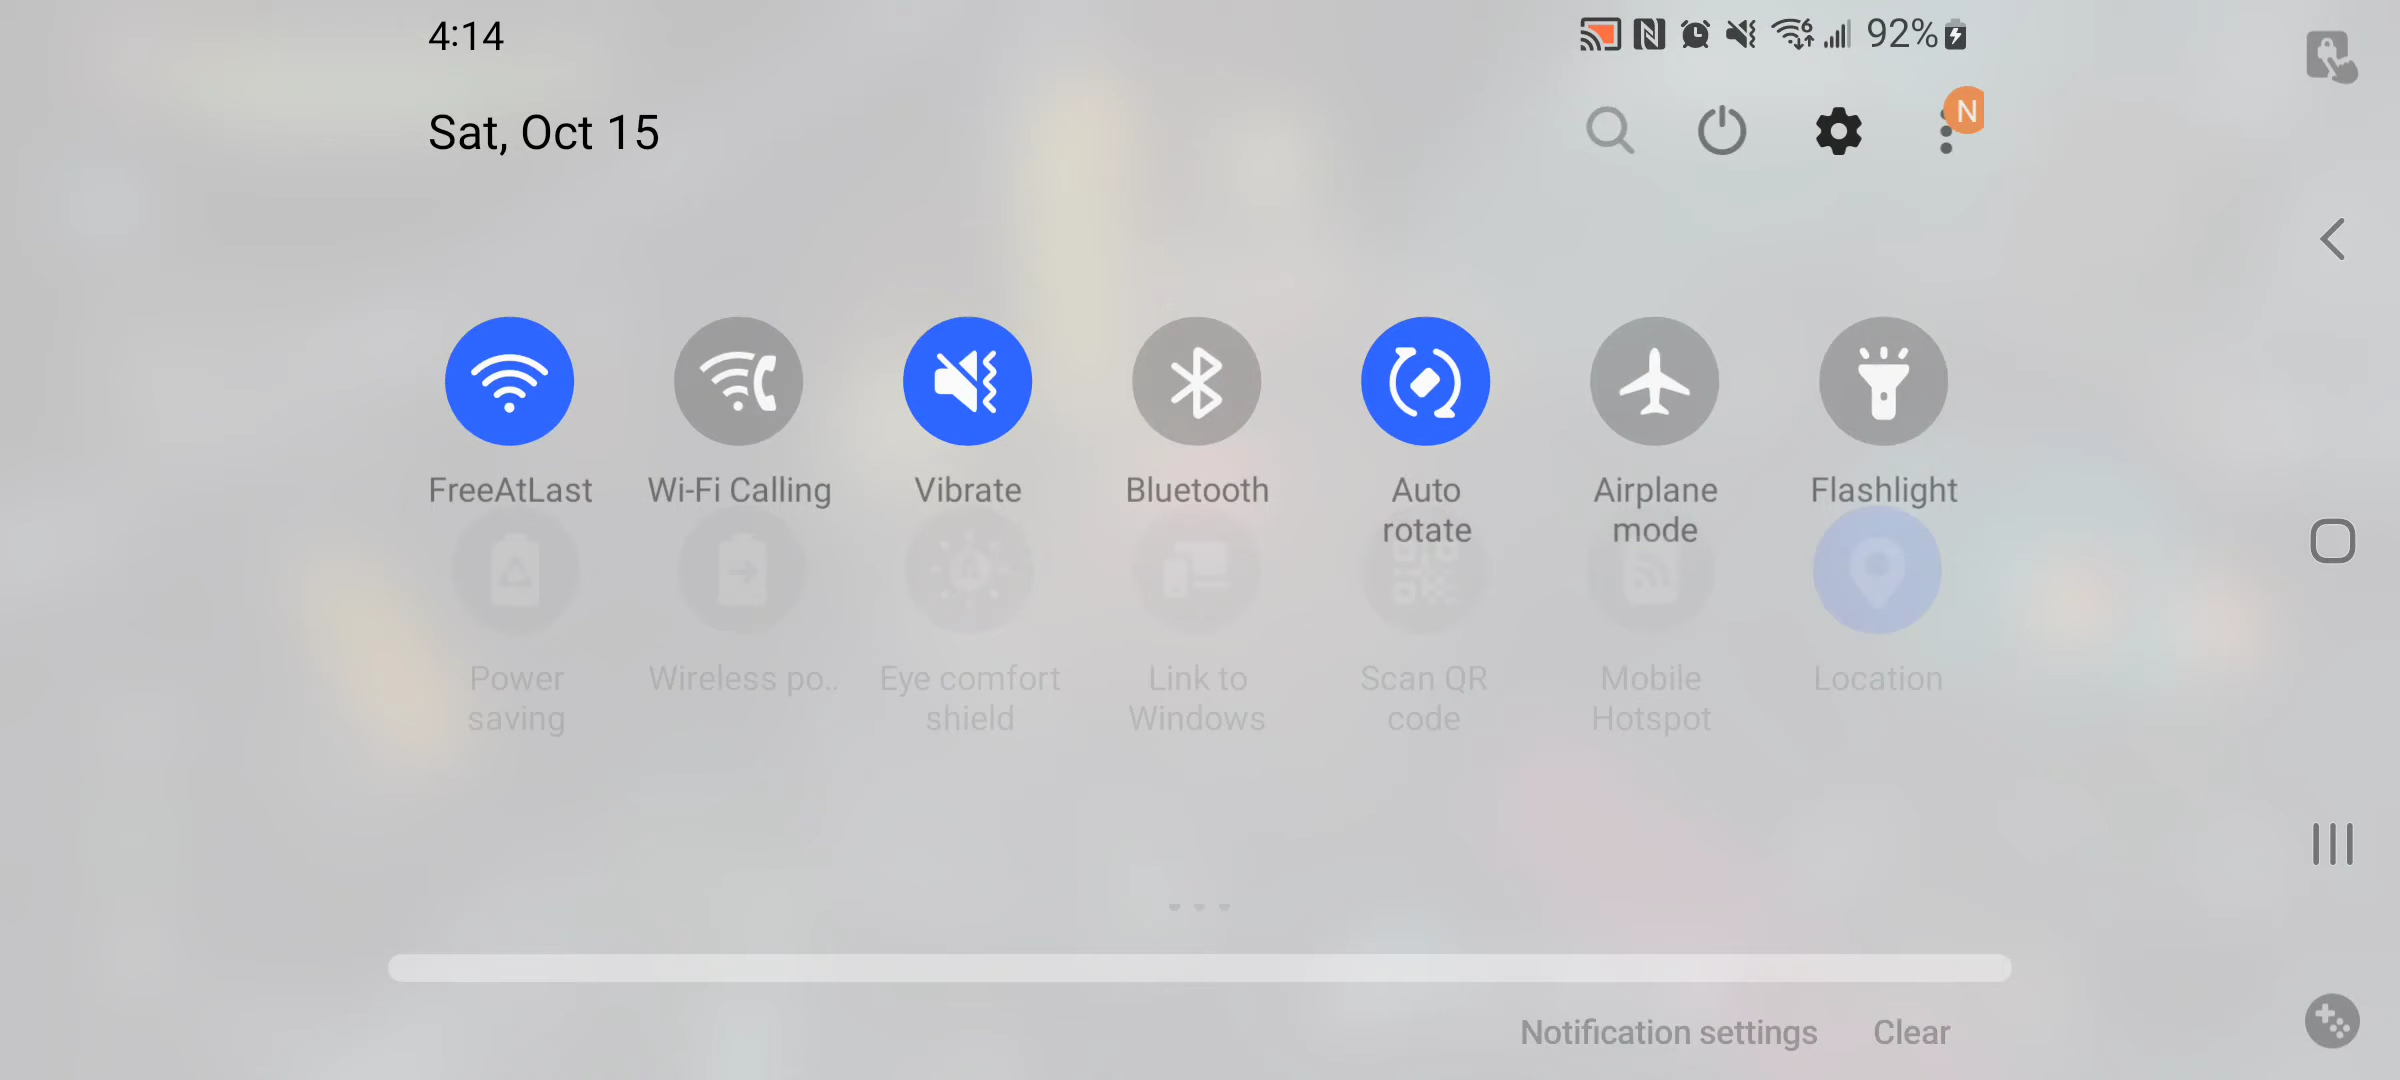 4:14
92%
Sat, Oct 15
N
FreeAtLast
Wi-Fi Calling
Vibrate
Bluetooth
Auto
rotate
Airplane
mode
Flashlight
Power
saving
Wireless po..
Eye comfort
shield
Link to
Windows
Scan QR
code
Mobile
Hotspot
Location
Notification settings
Clear